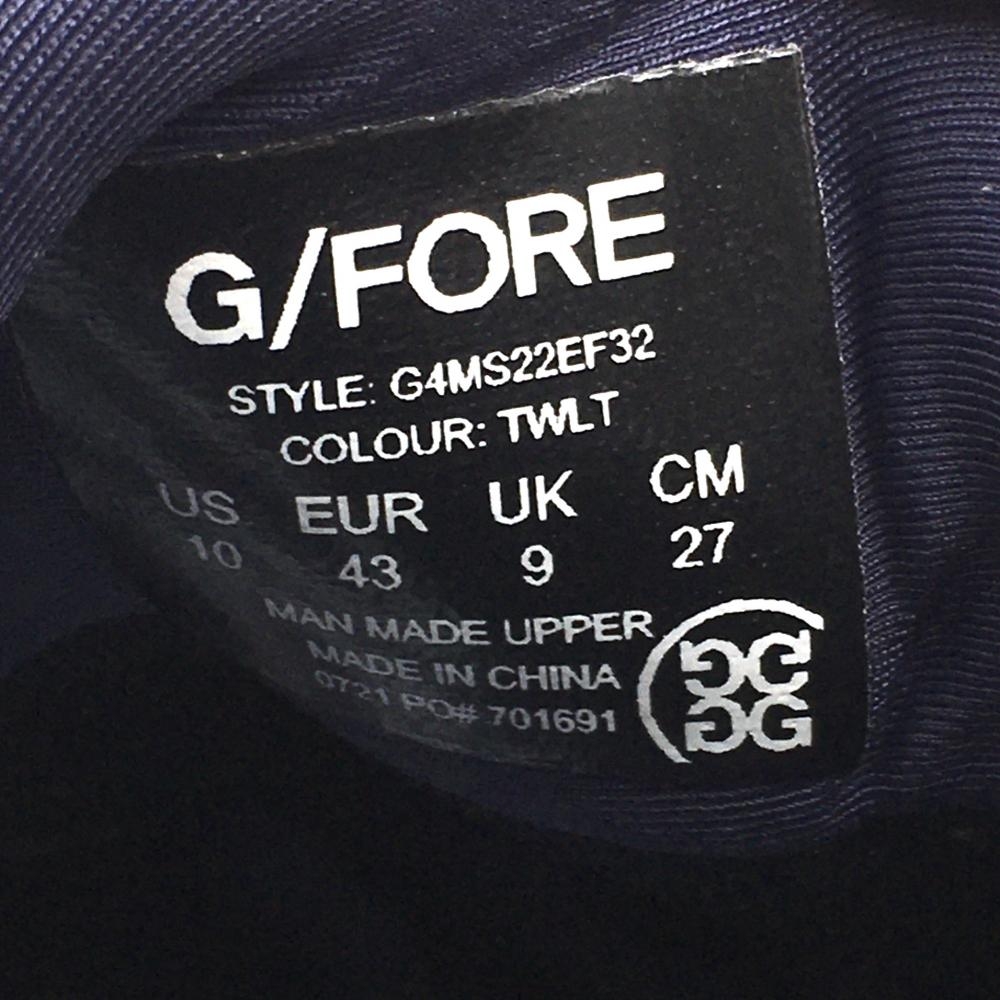 G/FORE
STYLE: G4MS22EF32
COLOUR: TWLT
US EUR UK CM
10 43 9 27
MAN MADE UPPER
MADE IN CHINA
0721 PO# 701691